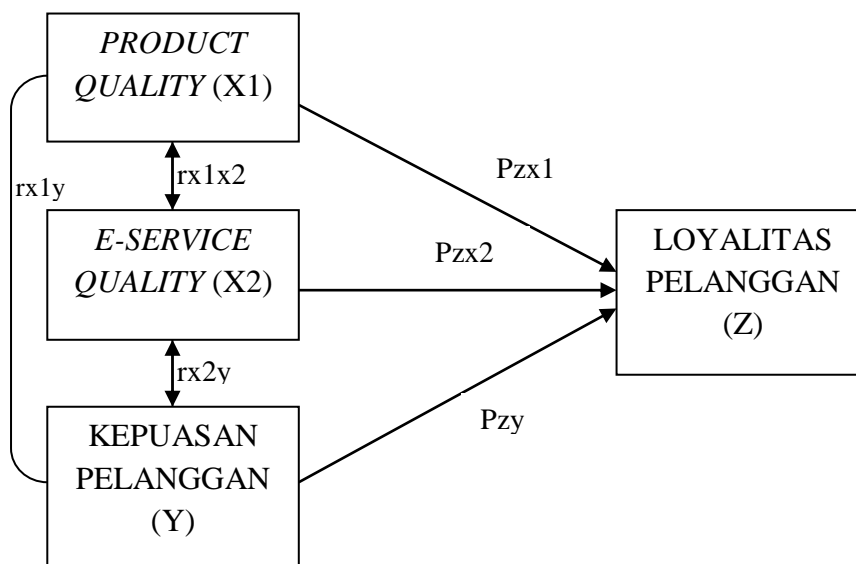 PRODUCT
QUALITY (X1)
Pzx1
rx1y
rx1x2
E-SERVICE
QUALITY (X2)
Pzx2
LOYALITAS
PELANGGAN
(Z)
rx2y
KEPUASAN
PELANGGAN
(Y)
Pzy